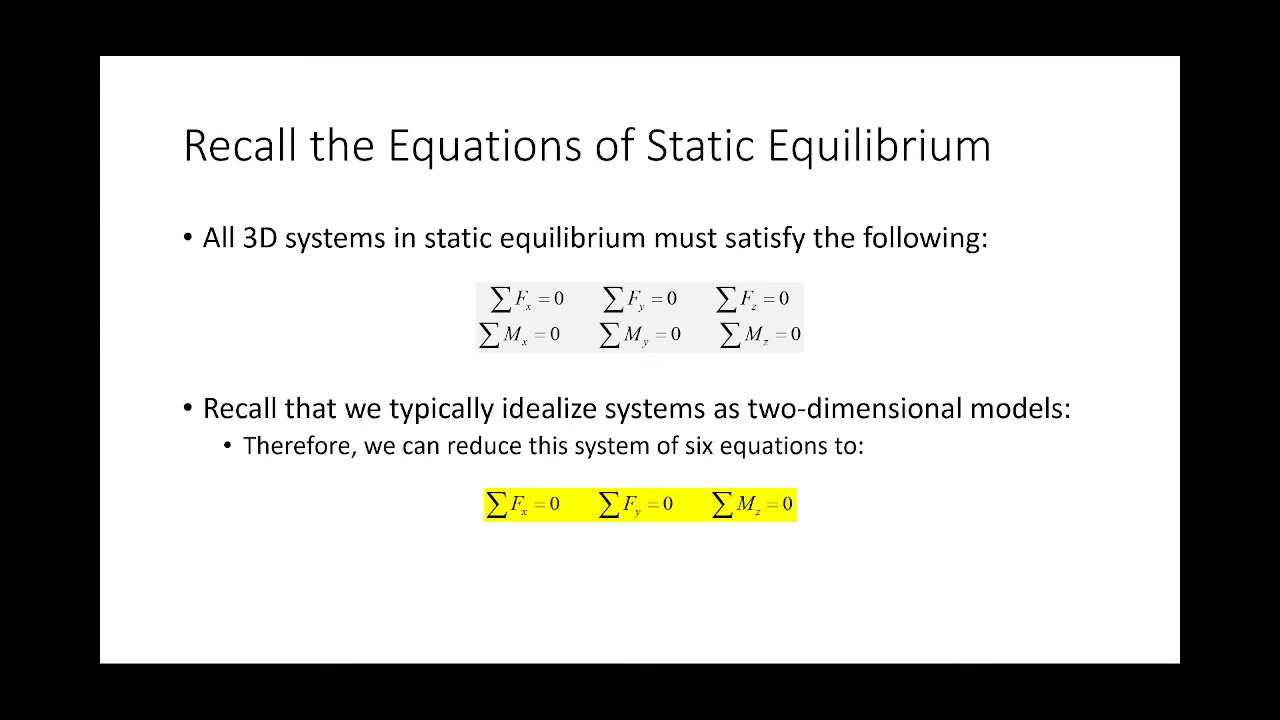 Recall the Equations of Static Equilibrium
• All 3D systems in static equilibrium must satisfy the following:
∑Fx = 0 ∑Fy = 0 ∑Fz = 0
∑Mx = 0 ∑My = 0 ∑Mz = 0
• Recall that we typically idealize systems as two-dimensional models:
• Therefore, we can reduce this system of six equations to:
∑Fx = 0 ∑Fy = 0 ∑Mz = 0